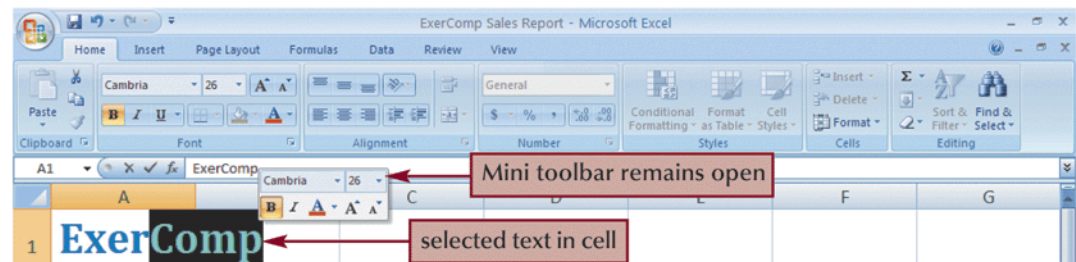 ExerComp Sales Report - Microsoft Excel
Home Insert Page Layout Formulas Data Review View
Cambria 26 A A General Insert Σ
Paste Delete
B I U A $ % , .00 Conditional Format Cell Format Sort & Find &
Formatting as Table Styles Filter Select
Clipboard Font Alignment Number Styles Cells Editing
A1 fx ExerComp
Cambria 26 Mini toolbar remains open
B I A A A
A C D E F G
1 ExerComp selected text in cell